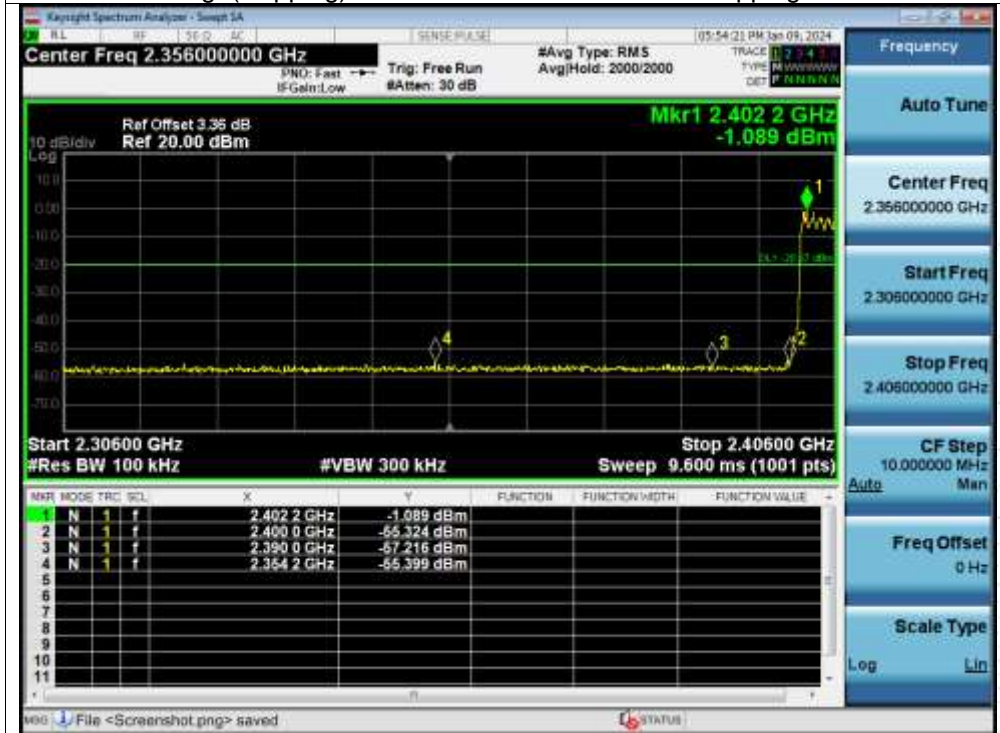 Keysight Spectrum Analyzer - Swept SA
RL RF 50 Ω AC SENSE:PULSE 05:54:21 PM Jan 09, 2024
Center Freq 2.356000000 GHz
PNO: Fast
IFGain:Low
Trig: Free Run
#Atten: 30 dB
#Avg Type: RMS
Avg|Hold: 2000/2000
TRACE 1 2 3 4 5 6
TYPE M WWWWW
DET P N N N N N
Ref Offset 3.36 dB
10 dB/div Ref 20.00 dBm
Log
Mkr1 2.402 2 GHz
-1.089 dBm
10.0
0.00
-10.0
-20.0
-30.0
-40.0
-50.0
-60.0
-70.0
1
2
3
4
Start 2.30600 GHz
Stop 2.40600 GHz
#Res BW 100 kHz #VBW 300 kHz Sweep 9.600 ms (1001 pts)
MKR MODE TRC SCL X Y FUNCTION FUNCTION WIDTH FUNCTION VALUE
1 N 1 f 2.402 2 GHz -1.089 dBm
2 N 1 f 2.400 0 GHz
3 N 1 f 2.390 0 GHz -57.216 dBm
4 N 1 f
5
6
7
8
9
10
11
MSG File <Screenshot.png> saved STATUS
Frequency
Auto Tune
Center Freq
2.356000000 GHz
Start Freq
2.306000000 GHz
Stop Freq
2.406000000 GHz
CF Step
10.000000 MHz
Auto Man
Freq Offset
0 Hz
Scale Type
Log Lin